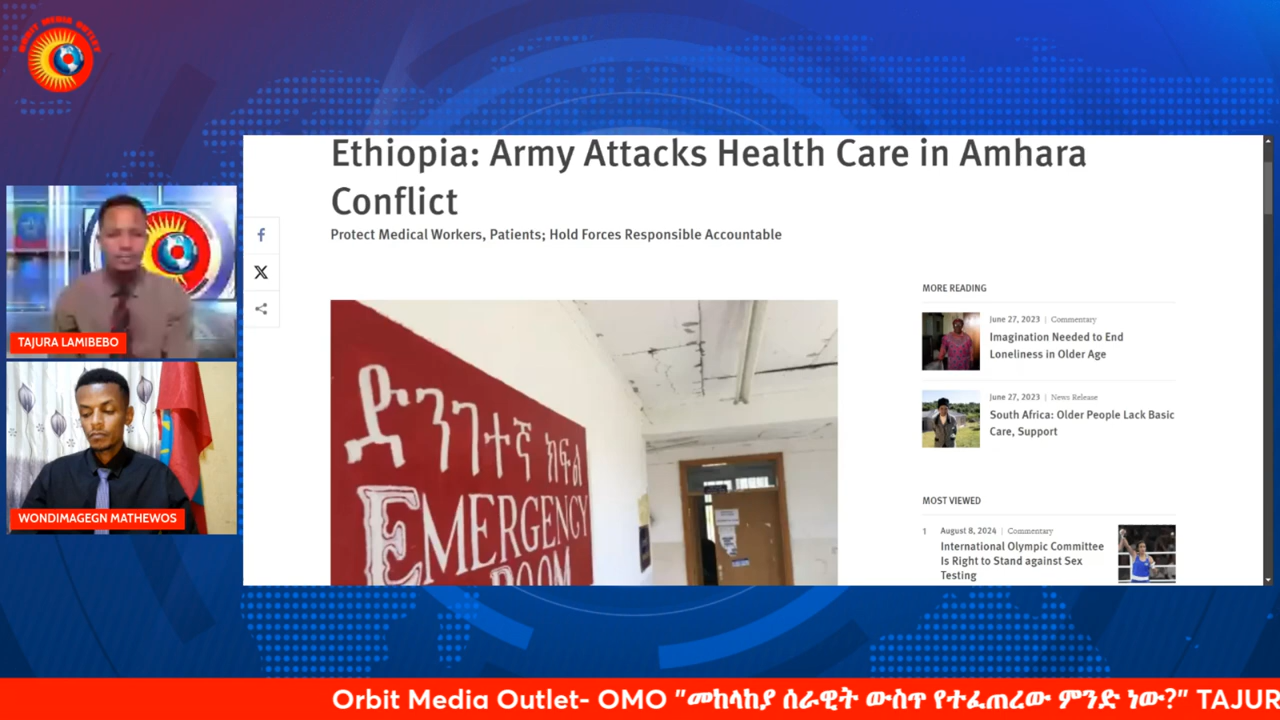 ORBIT MEDIA OUTLET
Ethiopia: Army Attacks Health Care in Amhara
Conflict
Protect Medical Workers, Patients; Hold Forces Responsible Accountable
ድንገተኛ ክፍል
EMERGENCY
ROOM
MORE READING
June 27, 2023 | Commentary
Imagination Needed to End
Loneliness in Older Age
June 27, 2023 | News Release
South Africa: Older People Lack Basic
Care, Support
MOST VIEWED
1 August 8, 2024 | Commentary
International Olympic Committee
Is Right to Stand against Sex
Testing
TAJURA LAMIBEBO
WONDIMAGEGN MATHEWOS
Orbit Media Outlet- OMO "መከላከያ ሰራዊት ውስጥ የተፈጠረው ምንድ ነው?" TAJUR